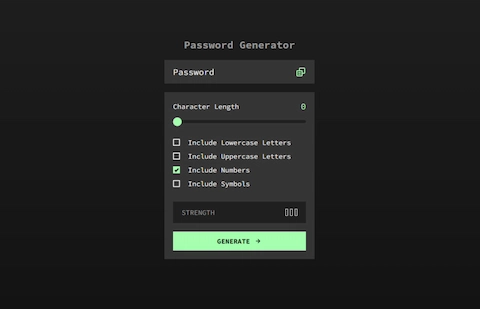 Password Generator
Password
Character Length 0
Include Lowercase Letters
Include Uppercase Letters
Include Numbers
Include Symbols
STRENGTH
GENERATE →